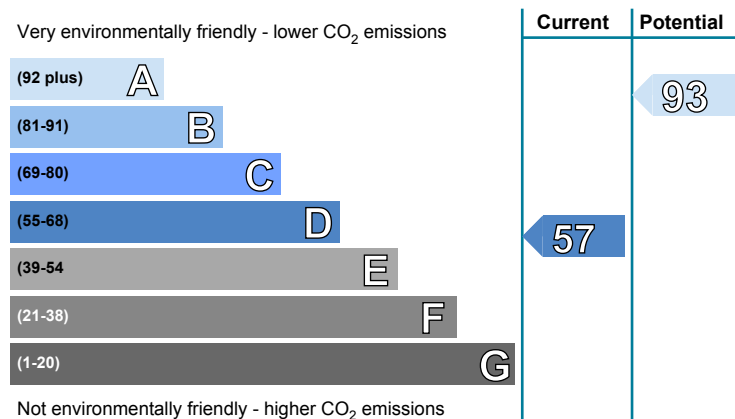 Current Potential
Very environmentally friendly - lower CO2 emissions
(92 plus) A
93
(81-91) B
(69-80) C
(55-68) D
57
(39-54 E
(21-38) F
(1-20) G
Not environmentally friendly - higher CO2 emissions